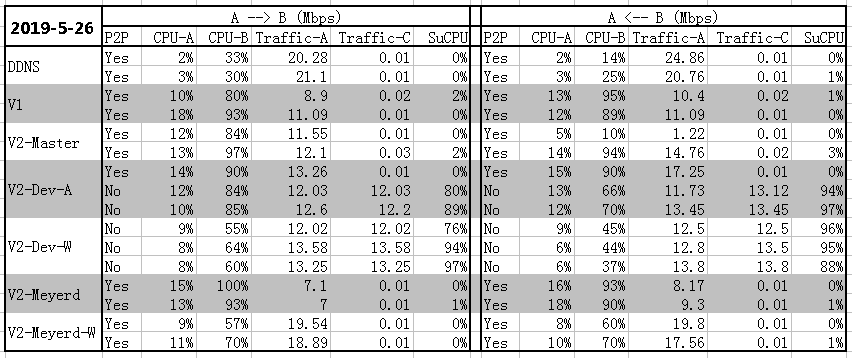 2019-5-26 A --> B (Mbps) A <-- B (Mbps)
P2P CPU-A CPU-B Traffic-A Traffic-C SuCPU P2P CPU-A CPU-B Traffic-A Traffic-C SuCPU
DDNS Yes 2% 33% 20.28 0.01 0% Yes 2% 14% 24.86 0.01 0%
Yes 3% 30% 21.1 0.01 0% Yes 3% 25% 20.76 0.01 1%
V1 Yes 10% 80% 8.9 0.02 2% Yes 13% 95% 10.4 0.02 1%
Yes 18% 93% 11.09 0.01 0% Yes 12% 89% 11.09 0.01 0%
V2-Master Yes 12% 84% 11.55 0.01 0% Yes 5% 10% 1.22 0.01 0%
Yes 13% 97% 12.1 0.03 2% Yes 14% 94% 14.76 0.02 3%
V2-Dev-A Yes 14% 90% 13.26 0.01 0% Yes 15% 90% 17.25 0.01 0%
No 12% 84% 12.03 12.03 80% No 13% 66% 11.73 13.12 94%
No 10% 85% 12.6 12.2 89% No 12% 70% 13.45 13.45 97%
V2-Dev-W No 9% 55% 12.02 12.02 76% No 9% 45% 12.5 12.5 96%
No 8% 64% 13.58 13.58 94% No 6% 44% 12.8 13.5 95%
No 8% 60% 13.25 13.25 97% No 6% 37% 13.8 13.8 88%
V2-Meyerd Yes 15% 100% 7.1 0.01 0% Yes 16% 93% 8.17 0.01 0%
Yes 13% 93% 7 0.01 1% Yes 18% 90% 9.3 0.01 1%
V2-Meyerd-W Yes 9% 57% 19.54 0.01 0% Yes 8% 60% 19.8 0.01 0%
Yes 11% 70% 18.89 0.01 0% Yes 10% 70% 17.56 0.01 1%